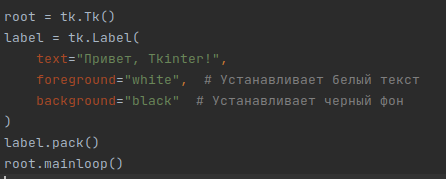 root = tk.Tk()
label = tk.Label(
    text="Привет, Tkinter!",
    foreground="white",  # Устанавливает белый текст
    background="black"  # Устанавливает черный фон
)
label.pack()
root.mainloop()